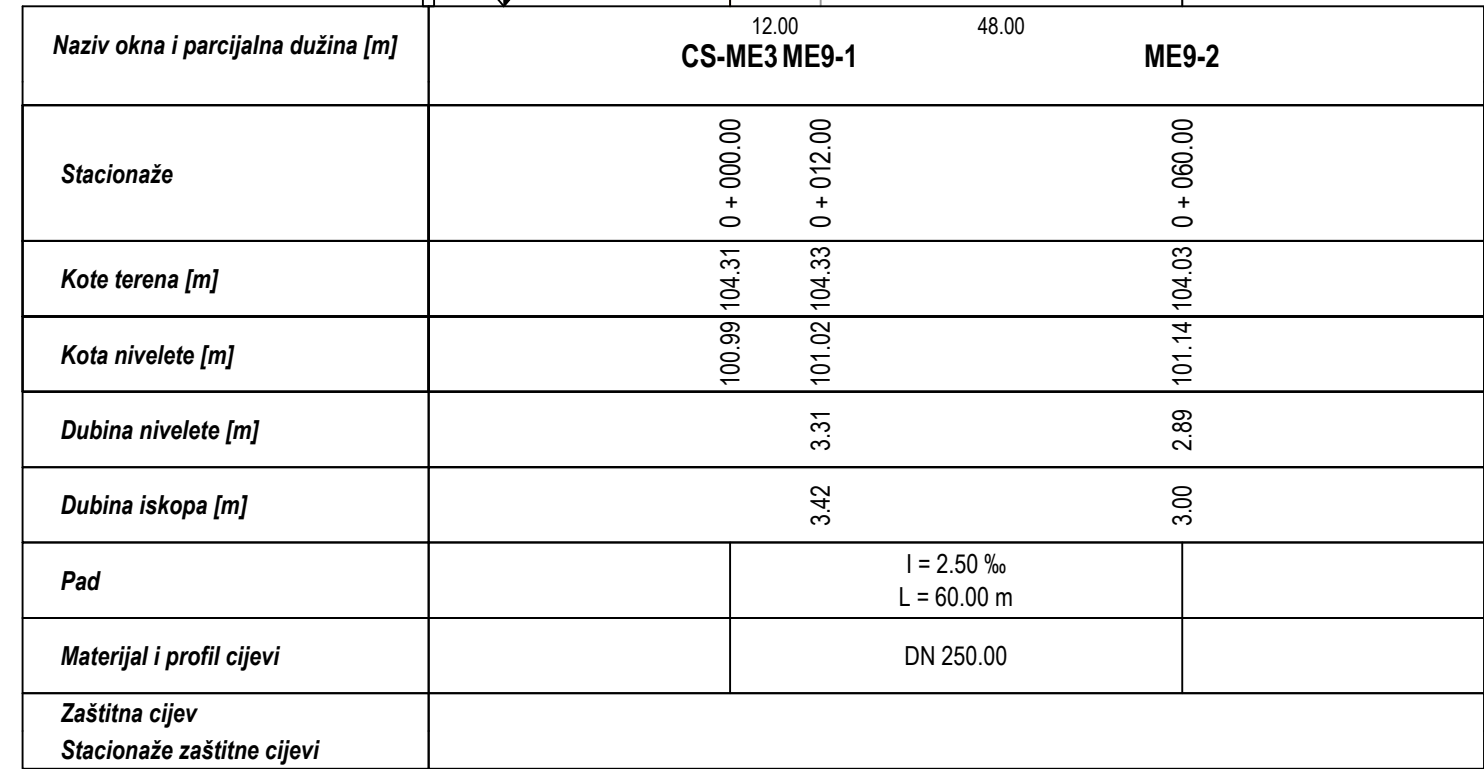 Naziv okna i parcijalna dužina [m]
12.00 48.00
CS-ME3 ME9-1 ME9-2
Stacionaže
0 + 000.00 0 + 012.00 0 + 060.00
Kote terena [m]
104.31 104.33 104.03
Kota nivelete [m]
100.99 101.02 101.14
Dubina nivelete [m]
3.31 2.89
Dubina iskopa [m]
3.42 3.00
Pad
I = 2.50 ‰
L = 60.00 m
Materijal i profil cijevi
DN 250.00
Zaštitna cijev
Stacionaže zaštitne cijevi